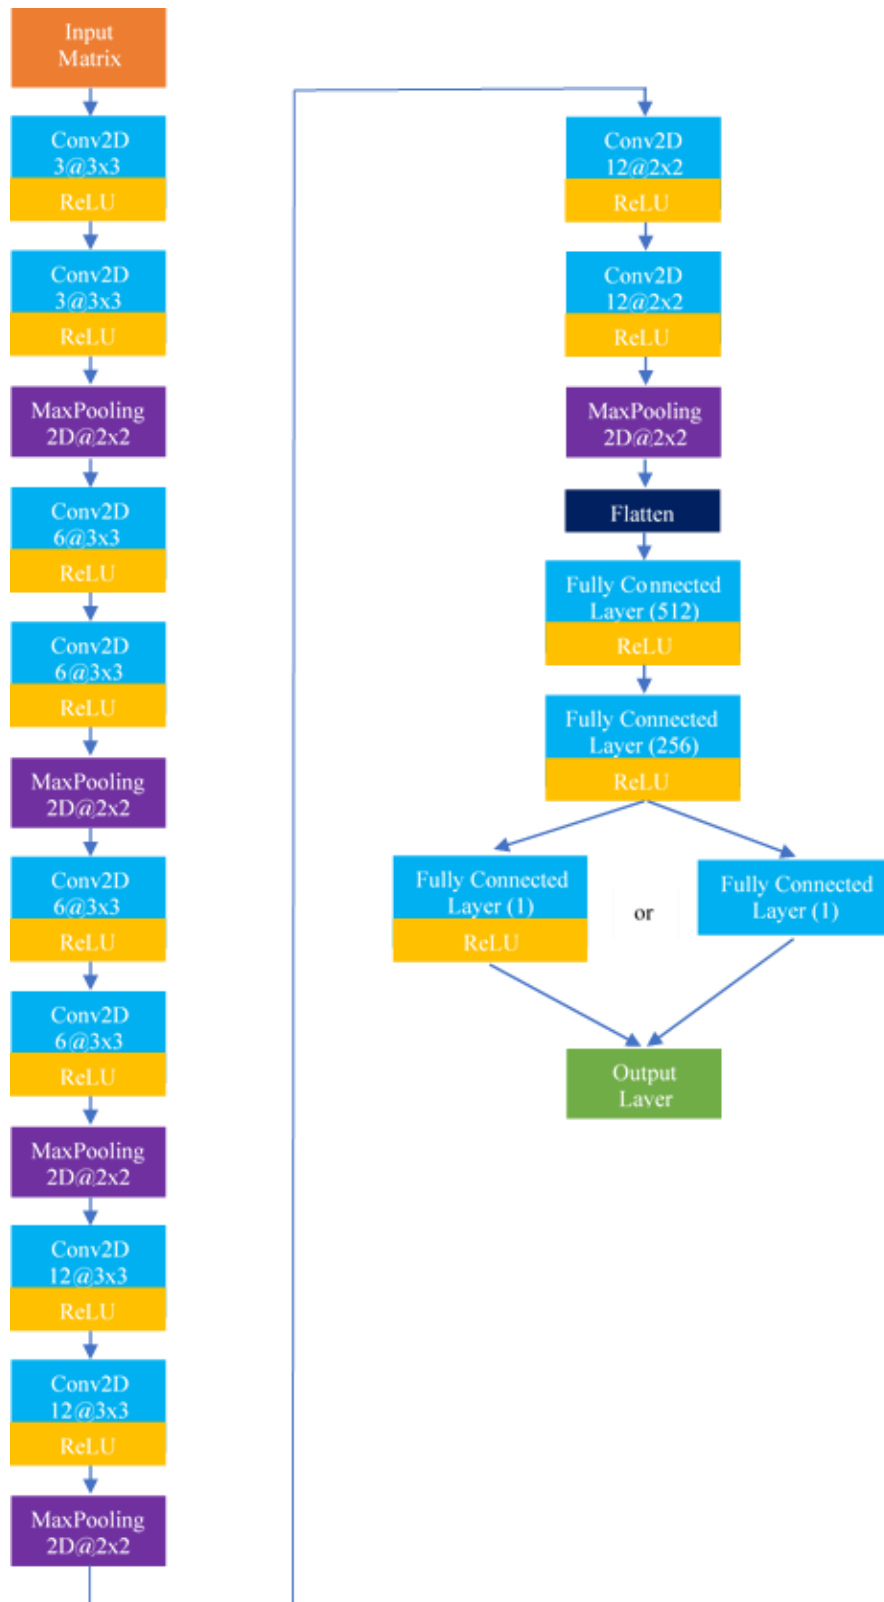 Input
Matrix
Conv2D
3@3x3
ReLU
Conv2D
3@3x3
ReLU
MaxPooling
2D@2x2
Conv2D
6@3x3
ReLU
Conv2D
6@3x3
ReLU
MaxPooling
2D@2x2
Conv2D
6@3x3
ReLU
Conv2D
6@3x3
ReLU
MaxPooling
2D@2x2
Conv2D
12@3x3
ReLU
Conv2D
12@3x3
ReLU
MaxPooling
2D@2x2
Conv2D
12@2x2
ReLU
Conv2D
12@2x2
ReLU
MaxPooling
2D@2x2
Flatten
Fully Connected
Layer (512)
ReLU
Fully Connected
Layer (256)
ReLU
Fully Connected
Layer (1)
ReLU
or
Fully Connected
Layer (1)
Output
Layer